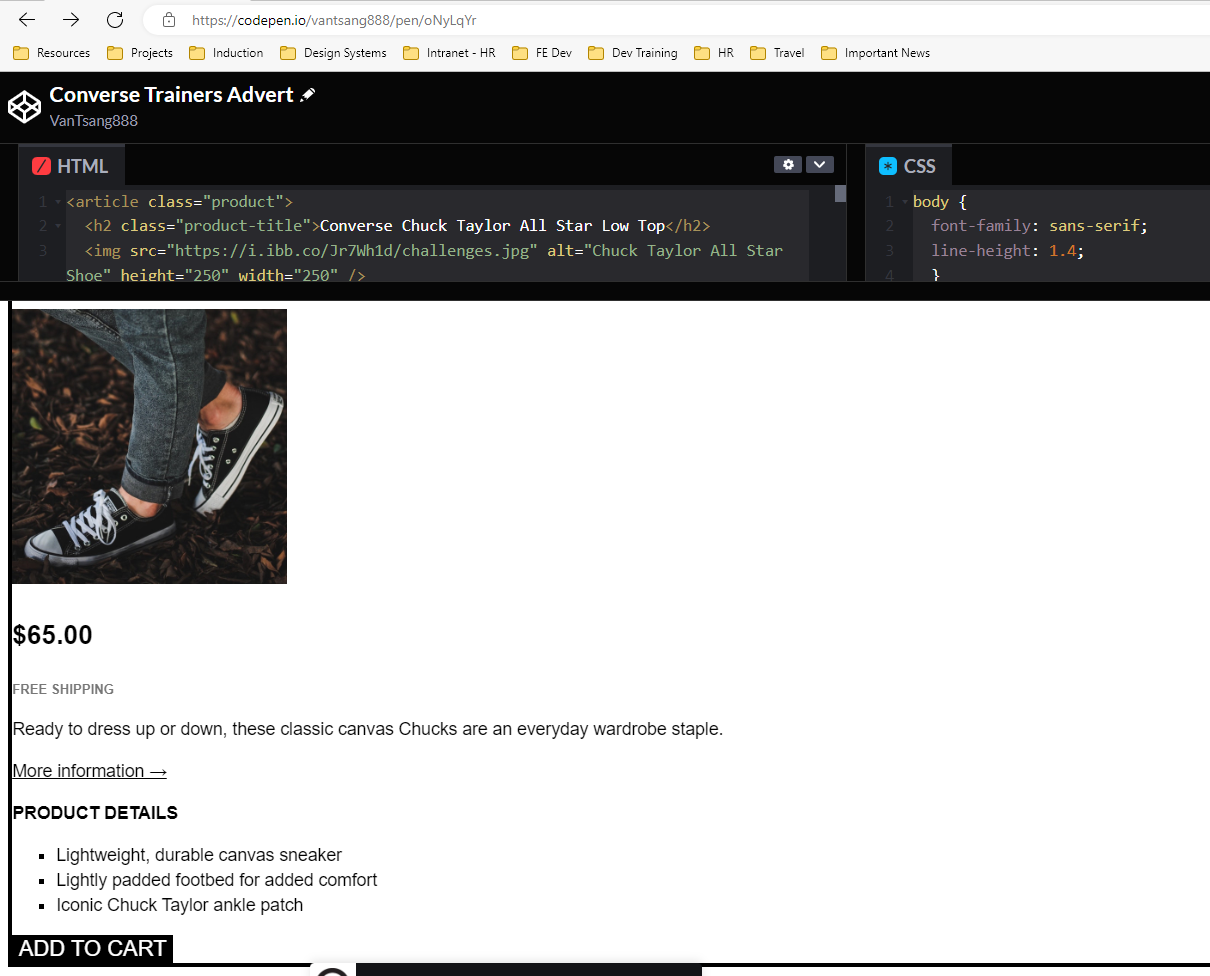 https://codepen.io/vantsang888/pen/oNyLqYr
Resources Projects Induction Design Systems Intranet - HR FE Dev Dev Training HR Travel Important News
Converse Trainers Advert
VanTsang888
HTML
1 <article class="product">
2 <h2 class="product-title">Converse Chuck Taylor All Star Low Top</h2>
3 <img src="https://i.ibb.co/Jr7Wh1d/challenges.jpg" alt="Chuck Taylor All Star
Shoe" height="250" width="250" />
CSS
1 body {
2 font-family: sans-serif;
3 line-height: 1.4;
4 }
$65.00
FREE SHIPPING
Ready to dress up or down, these classic canvas Chucks are an everyday wardrobe staple.
More information →
PRODUCT DETAILS
▪ Lightweight, durable canvas sneaker
▪ Lightly padded footbed for added comfort
▪ Iconic Chuck Taylor ankle patch
ADD TO CART